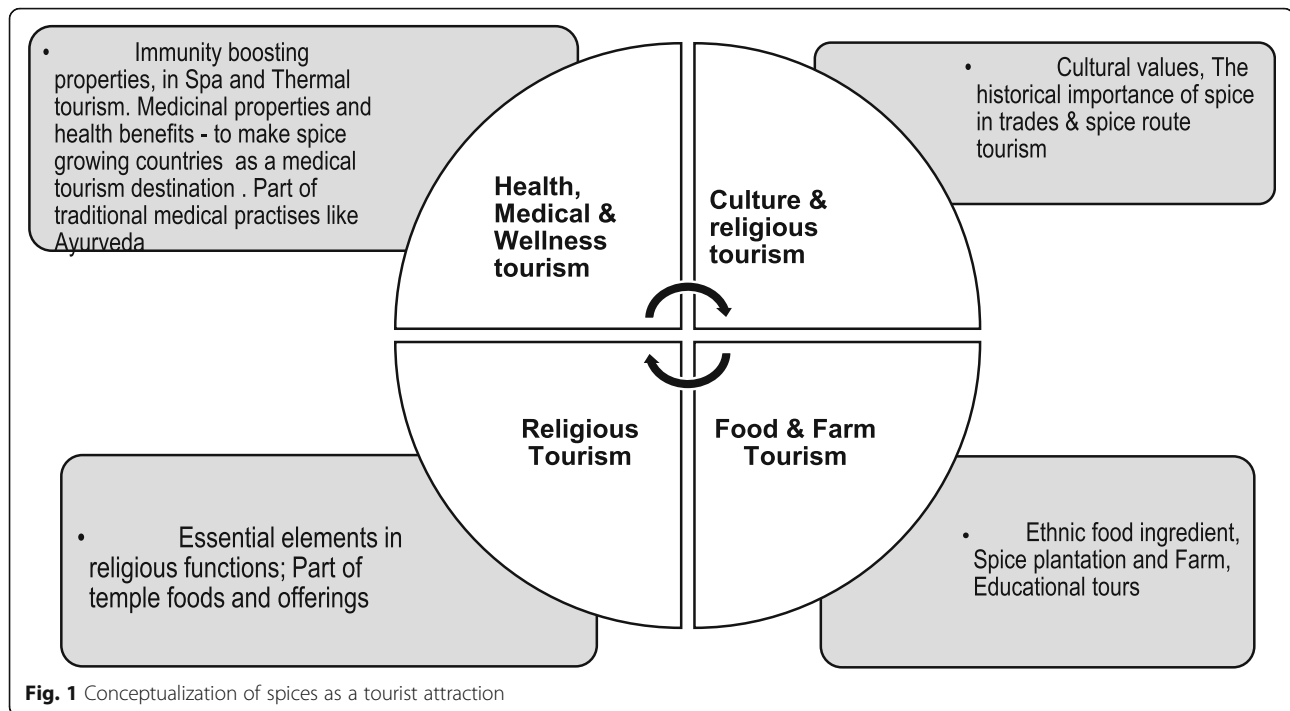 • Immunity boosting
properties, in Spa and Thermal
tourism. Medicinal properties and
health benefits - to make spice
growing countries as a medical
tourism destination . Part of
traditional medical practises like
Ayurveda
• Cultural values, The
historical importance of spice
in trades & spice route
tourism
Health,
Medical &
Wellness
tourism
Culture &
religious
tourism
Religious
Tourism
Food & Farm
Tourism
• Essential elements in
religious functions; Part of
temple foods and offerings
• Ethnic food ingredient,
Spice plantation and Farm,
Educational tours
Fig. 1 Conceptualization of spices as a tourist attraction